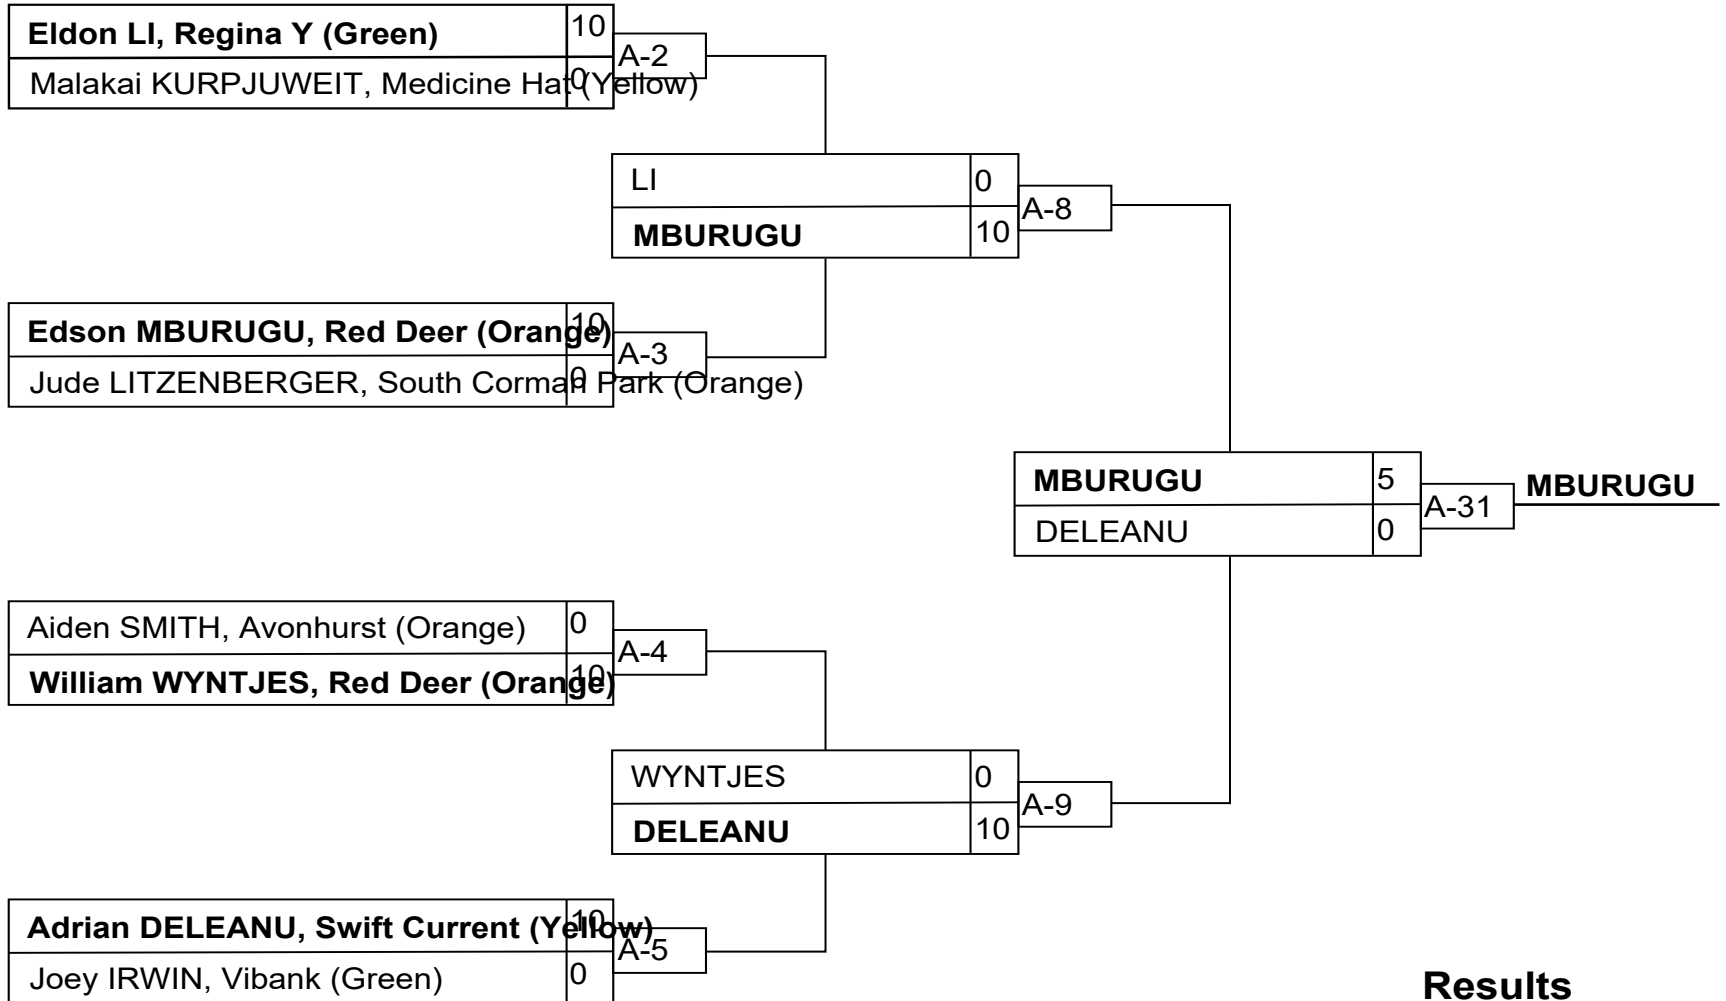 Eldon LI, Regina Y (Green) 10
A-2
Malakai KURPJUWEIT, Medicine Hat (Yellow) 0
LI 0
A-8
MBURUGU 10
Edson MBURUGU, Red Deer (Orange) 10
A-3
Jude LITZENBERGER, South Corman Park (Orange) 0
MBURUGU 5
A-31 MBURUGU
DELEANU 0
Aiden SMITH, Avonhurst (Orange) 0
A-4
William WYNTJES, Red Deer (Orange) 10
WYNTJES 0
A-9
DELEANU 10
Adrian DELEANU, Swift Current (Yellow) 10
A-5
Joey IRWIN, Vibank (Green) 0
Results